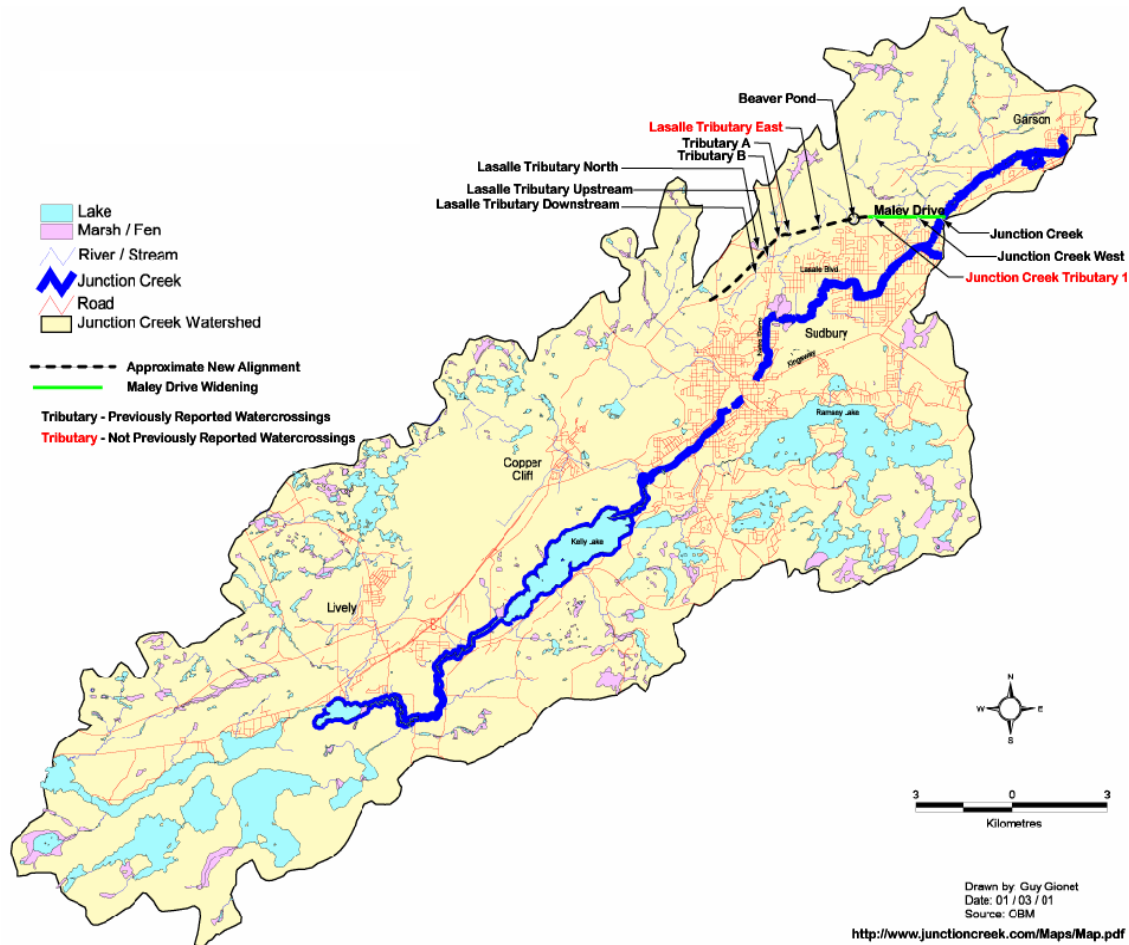 Beaver Pond
Garson
Lasalle Tributary East
Tributary A
Tributary B
Lasalle Tributary North
Lasalle Tributary Upstream
Lasalle Tributary Downstream
Maley Drive
Junction Creek
Junction Creek West
Junction Creek Tributary 1
Lake
Marsh / Fen
River / Stream
Junction Creek
Road
Junction Creek Watershed
Approximate New Alignment
Maley Drive Widening
Tributary - Previously Reported Watercrossings
Tributary - Not Previously Reported Watercrossings
Lasalle Blvd.
Sudbury
Kingsway
Ramsey Lake
Copper
Cliff
Kelly Lake
Lively
N
W
E
S
3
0
3
Kilometres
Drawn by: Guy Gionet
Date: 01 / 03 / 01
Source: OBM
http://www.junctioncreek.com/Maps/Map.pdf